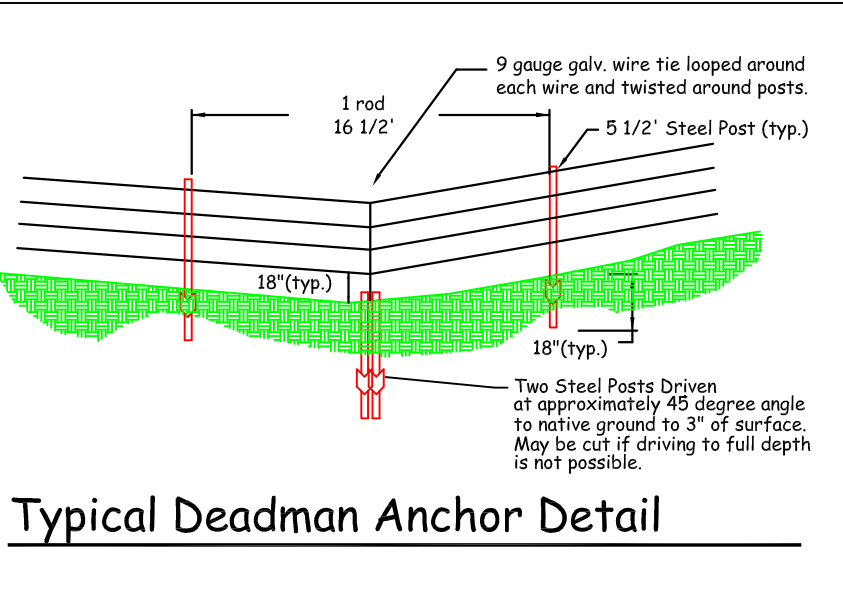 9 gauge galv. wire tie looped around
each wire and twisted around posts.
1 rod
16 1/2'
5 1/2' Steel Post (typ.)
18"(typ.)
18"(typ.)
Two Steel Posts Driven
at approximately 45 degree angle
to native ground to 3" of surface.
May be cut if driving to full depth
is not possible.
Typical Deadman Anchor Detail